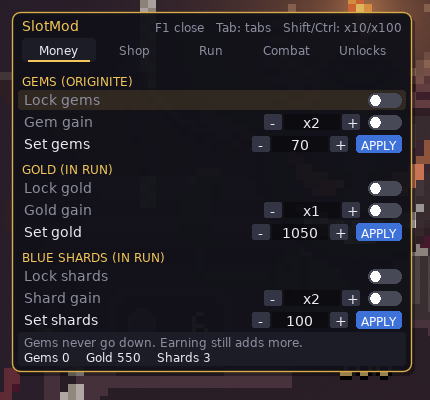 SlotMod F1 close Tab: tabs Shift/Ctrl: x10/x100
Money Shop Run Combat Unlocks
GEMS (ORIGINITE)
Lock gems
Gem gain - x2 +
Set gems - 70 + APPLY
GOLD (IN RUN)
Lock gold
Gold gain - x1 +
Set gold - 1050 + APPLY
BLUE SHARDS (IN RUN)
Lock shards
Shard gain - x2 +
Set shards - 100 + APPLY
Gems never go down. Earning still adds more.
Gems 0 Gold 550 Shards 3